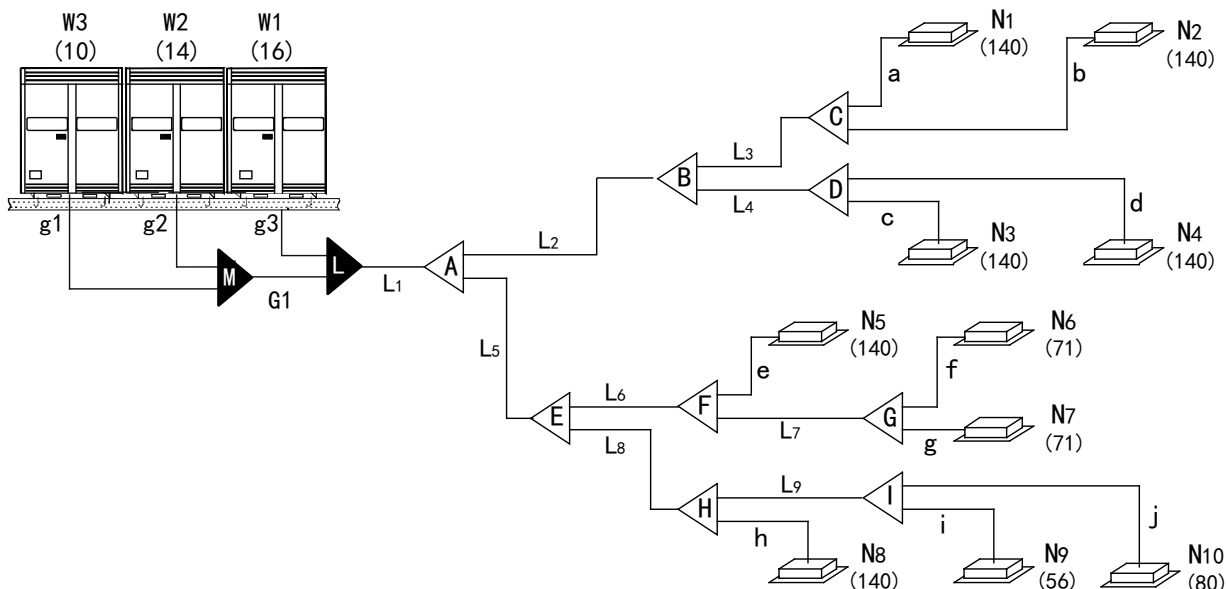 W3 W2 W1
(10) (14) (16)
N1
(140)
N2
(140)
a
b
C
L3
B
D
L4
c
d
g1 g2 g3
L2
N3
(140)
N4
(140)
M
L
A
G1
L1
N5
(140)
N6
(71)
L5
e
f
L6
F
E
L7
G
N7
(71)
g
L8
L9
I
H
i
j
h
N8
(140)
N9
(56)
N10
(80)